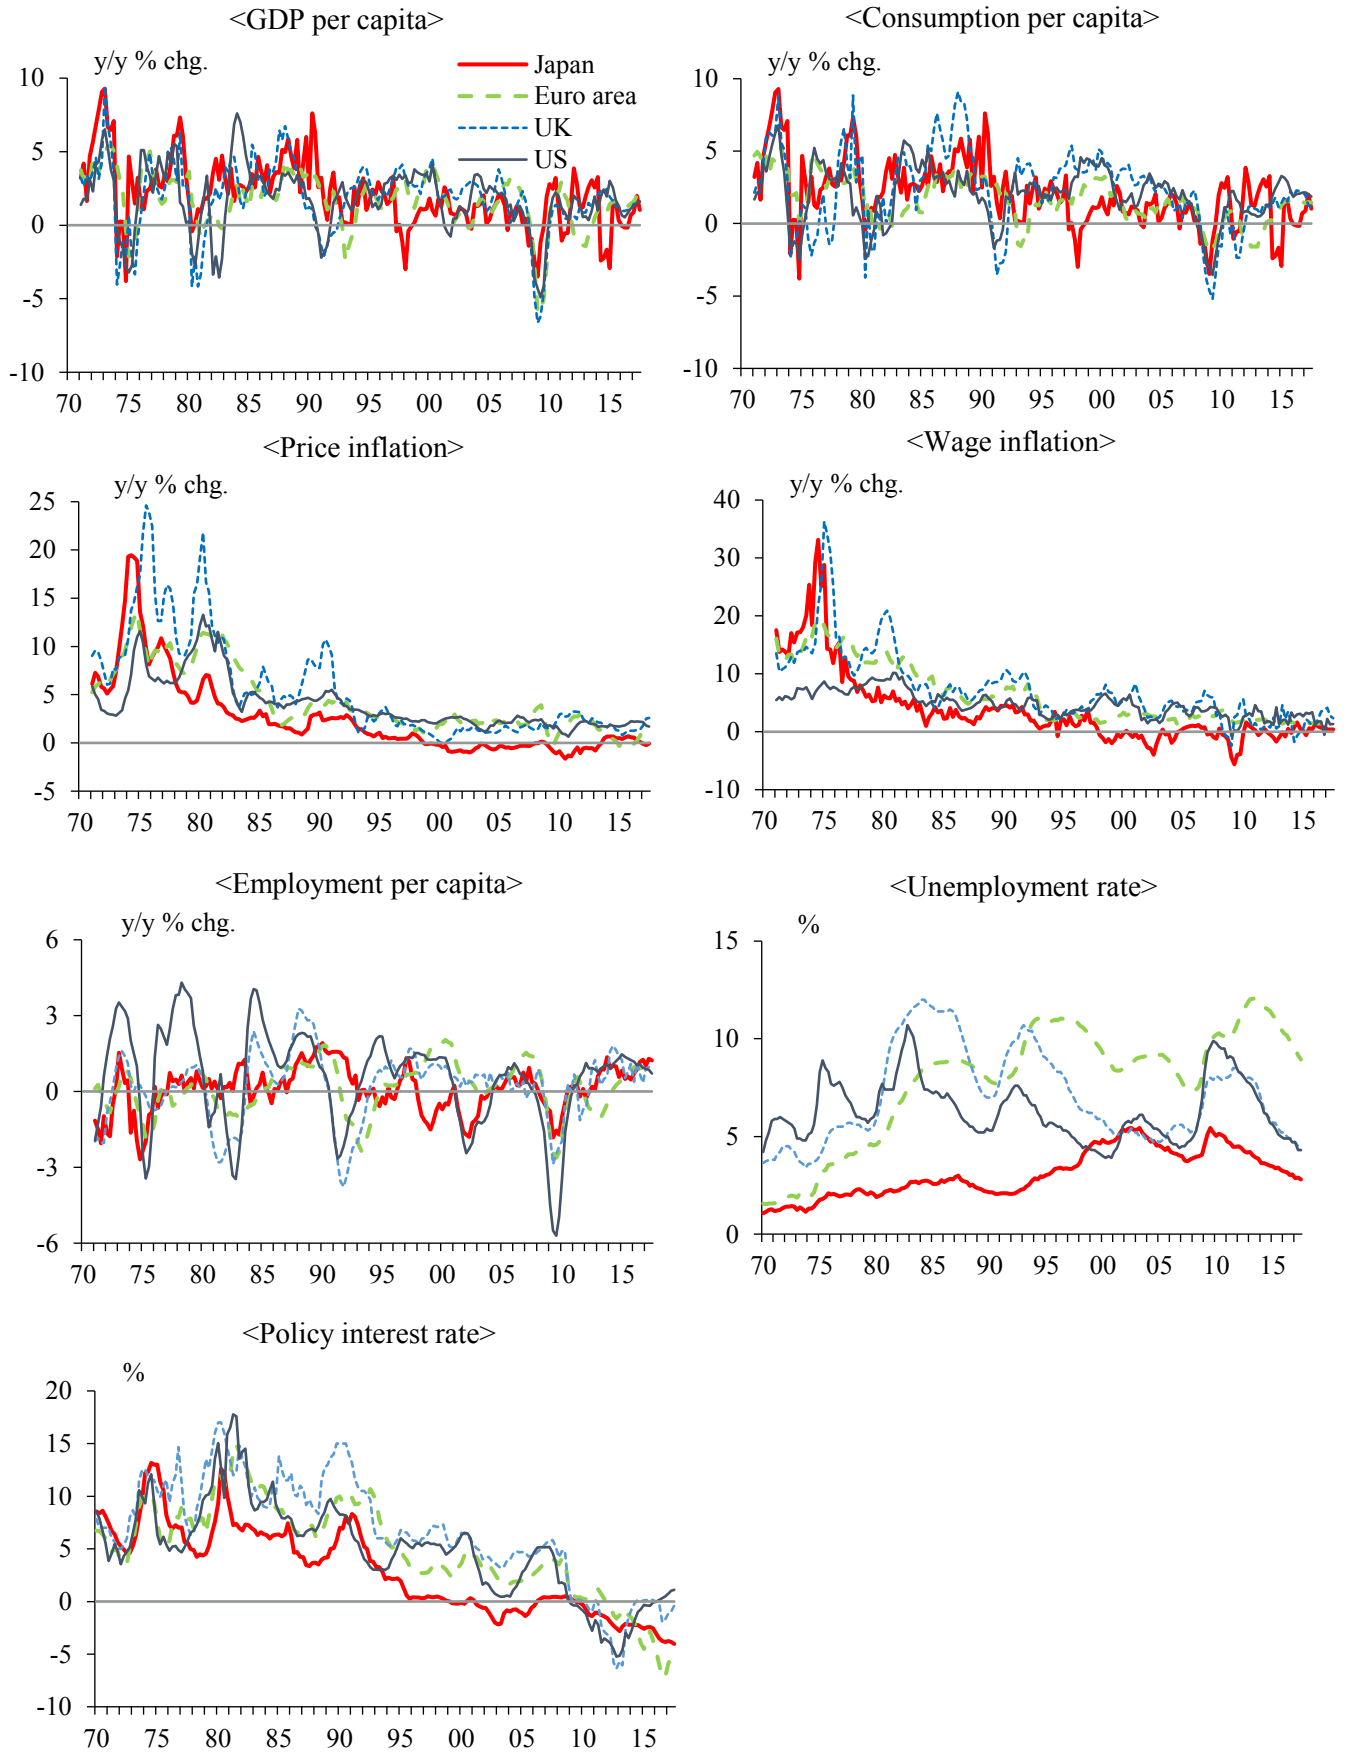 <GDP per capita>
y/y % chg.
Japan
Euro area
UK
US
10
5
0
-5
-10
70 75 80 85 90 95 00 05 10 15
<Consumption per capita>
y/y % chg.
10
5
0
-5
-10
70 75 80 85 90 95 00 05 10 15
<Price inflation>
y/y % chg.
25
20
15
10
5
0
-5
70 75 80 85 90 95 00 05 10 15
<Wage inflation>
y/y % chg.
40
30
20
10
0
-10
70 75 80 85 90 95 00 05 10 15
<Employment per capita>
y/y % chg.
6
3
0
-3
-6
70 75 80 85 90 95 00 05 10 15
<Unemployment rate>
%
15
10
5
0
70 75 80 85 90 95 00 05 10 15
<Policy interest rate>
%
20
15
10
5
0
-5
-10
70 75 80 85 90 95 00 05 10 15